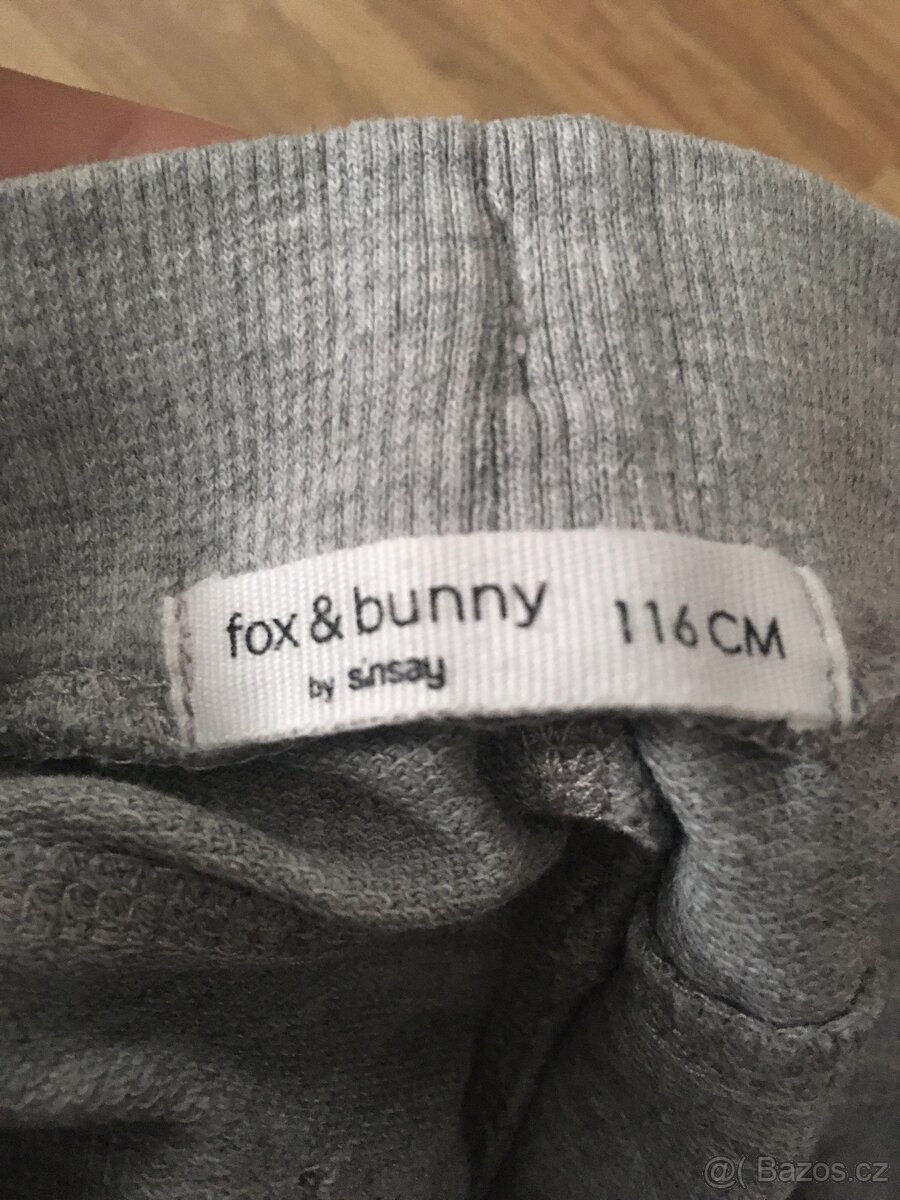 fox & bunny 116 CM
by sinsay
@( Bazos.cz